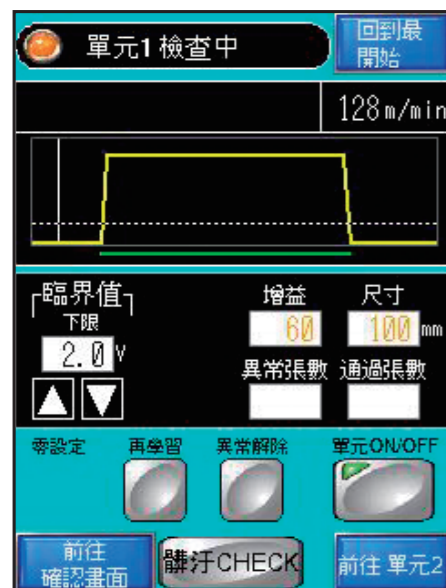 單元1 檢查中
回到最
開始
128m/min
臨界值
下限
2.0 V
增益
60
尺寸
100 mm
異常張數
通過張數
零設定
再學習
異常解除
單元ON/OFF
前往
確認畫面
髒汙CHECK
前往 單元2